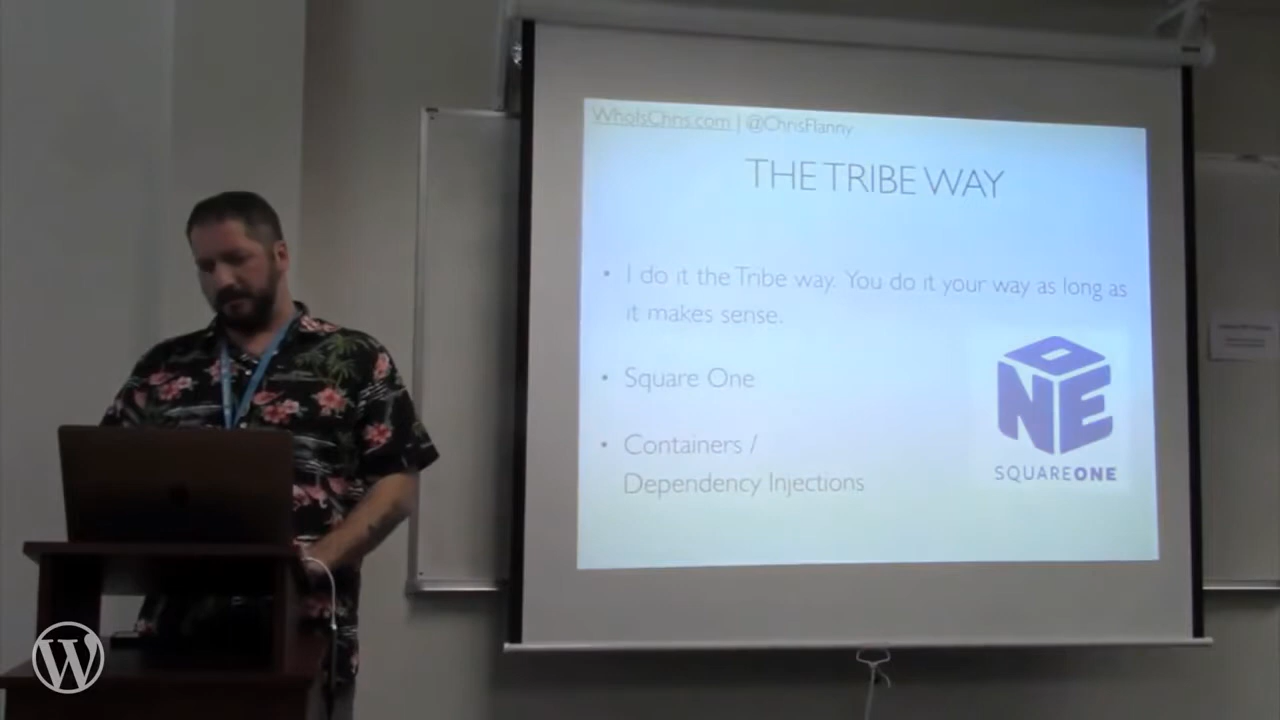 WhoIsChris.com | @ChrisFlanny
THE TRIBE WAY
• I do it the Tribe way. You do it your way as long as
it makes sense.
• Square One
• Containers /
Dependency Injections
ONE
SQUAREONE
W